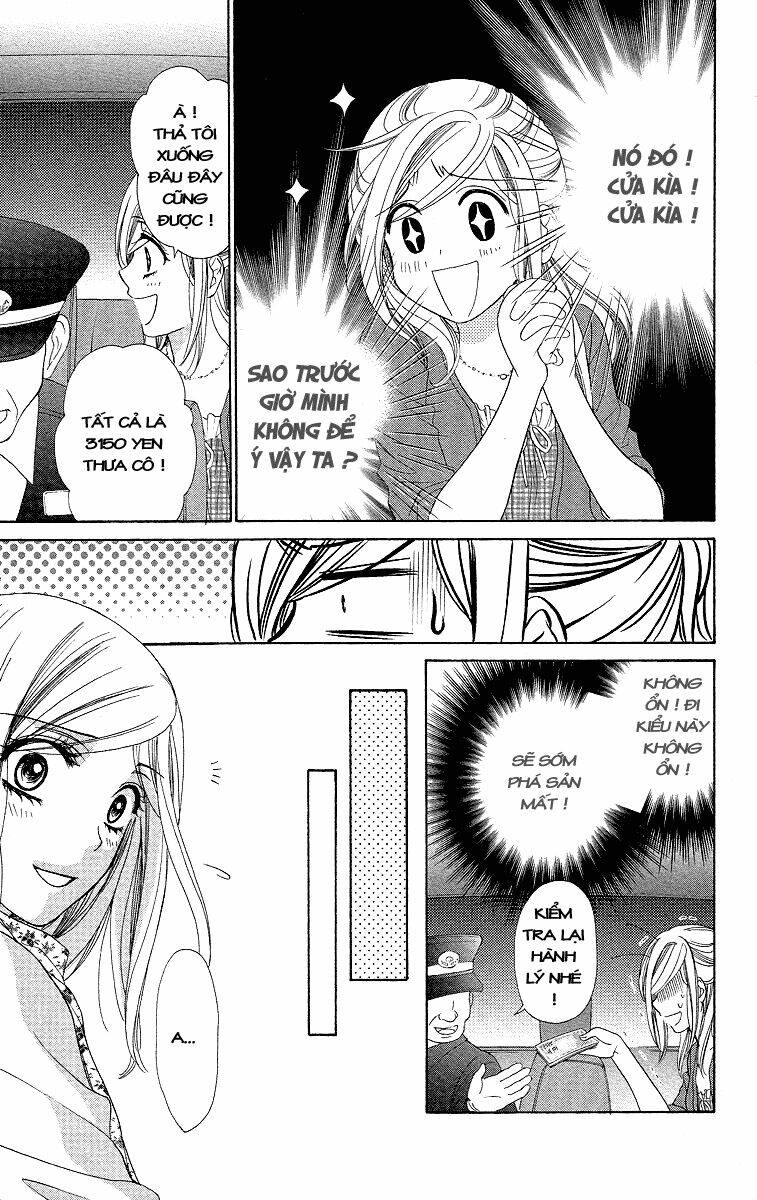 NÓ ĐÓ !
CỬA KÌA !
CỬA KÌA !
SAO TRƯỚC
GIỜ MÌNH
KHÔNG ĐỂ
Ý VẬY TA ?
À !
THẢ TÔI
XUỐNG
ĐÂU ĐÂY
CŨNG
ĐƯỢC !
TẤT CẢ LÀ
3150 YEN
THƯA CÔ !
KHÔNG
ỔN ! ĐI
KIỂU NÀY
KHÔNG
ỔN !
SẼ SỚM
PHÁ SẢN
MẤT !
KIỂM
TRA LẠI
HÀNH
LÝ NHÉ
!
A...